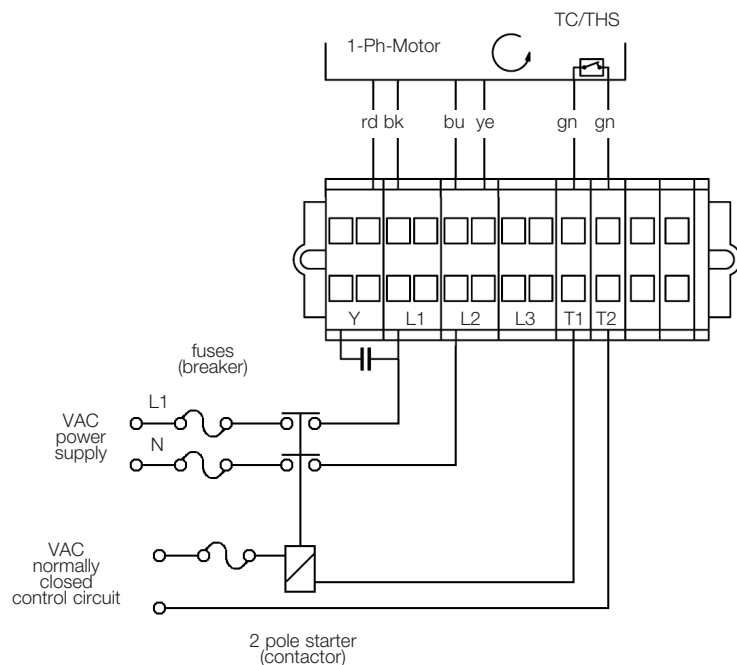 TC/THS
1-Ph-Motor
rd bk bu ye gn gn
Y L1 L2 L3 T1 T2
fuses
(breaker)
L1
VAC
power
supply
N
VAC
normally
closed
control circuit
2 pole starter
(contactor)